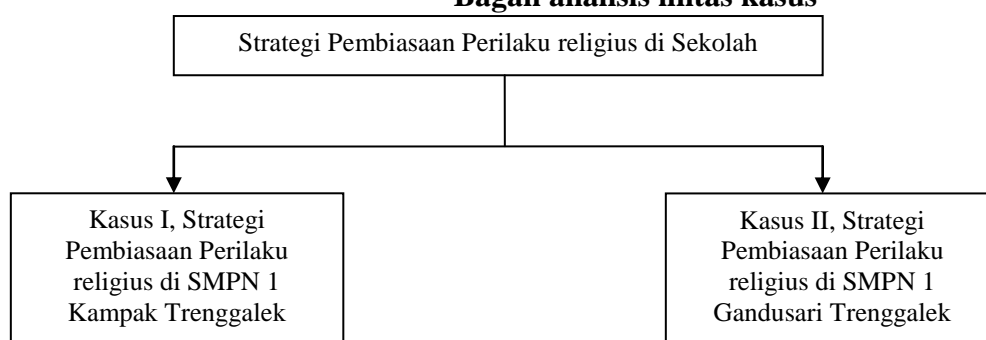 Bagan analisis lintas kasus
Strategi Pembiasaan Perilaku religius di Sekolah
Kasus I, Strategi
Pembiasaan Perilaku
religius di SMPN 1
Kampak Trenggalek
Kasus II, Strategi
Pembiasaan Perilaku
religius di SMPN 1
Gandusari Trenggalek